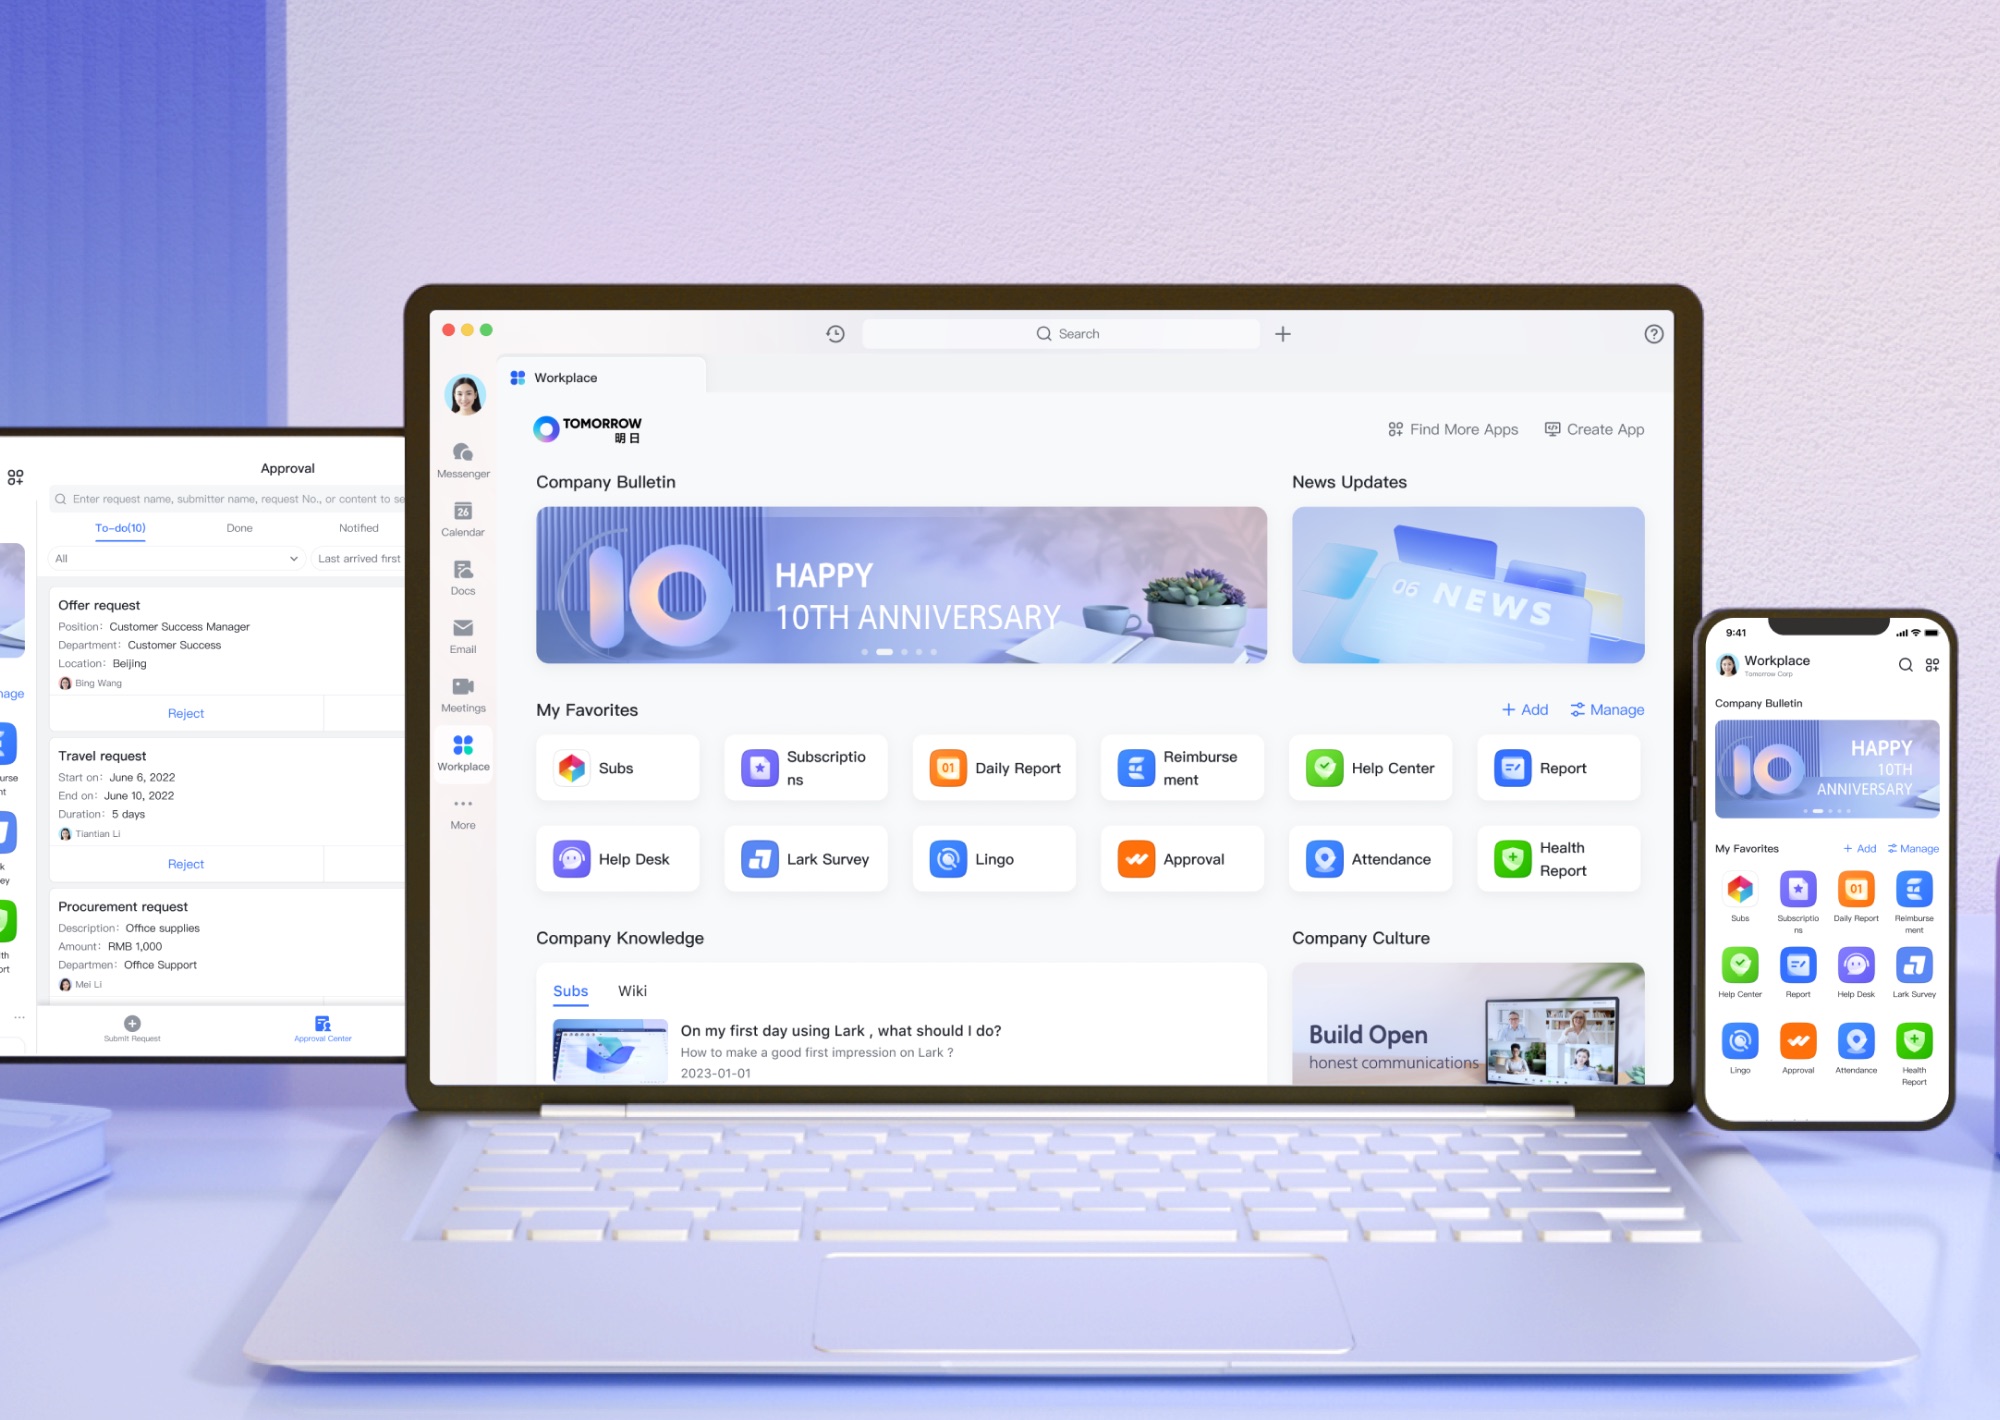 Approval
Enter request name, submitter name, request No., or content to se
To-do(10)
Done
Notified
All
Last arrived first
Offer request
Position: Customer Success Manager
Department: Customer Success
Location: Beijing
Bing Wang
Reject
Travel request
Start on: June 6, 2022
End on: June 10, 2022
Duration: 5 days
Tiantian Li
Reject
Procurement request
Description: Office supplies
Amount: RMB 1,000
Departmen: Office Support
Mei Li
Submit Request
Approval Center
Search
Workplace
Messenger
26
Calendar
Docs
Email
Meetings
Workplace
More
TOMORROW
明日
Find More Apps
Create App
Company Bulletin
10
HAPPY
10TH ANNIVERSARY
News Updates
06 NEWS
My Favorites
Add
Manage
Subs
Subscriptio
ns
01
Daily Report
Reimburse
ment
Help Center
Report
Help Desk
Lark Survey
Lingo
Approval
Attendance
Health
Report
Company Knowledge
Subs
Wiki
On my first day using Lark , what should I do?
How to make a good first impression on Lark ?
2023-01-01
Company Culture
Build Open
honest communications
9:41
Workplace
Tomorrow Corp
Company Bulletin
10
HAPPY
10TH
ANNIVERSARY
My Favorites
Add
Manage
Subs
Subscriptio
ns
01
Daily Report
Reimburse
ment
Help Center
Report
Help Desk
Lark Survey
Lingo
Approval
Attendance
Health
Report